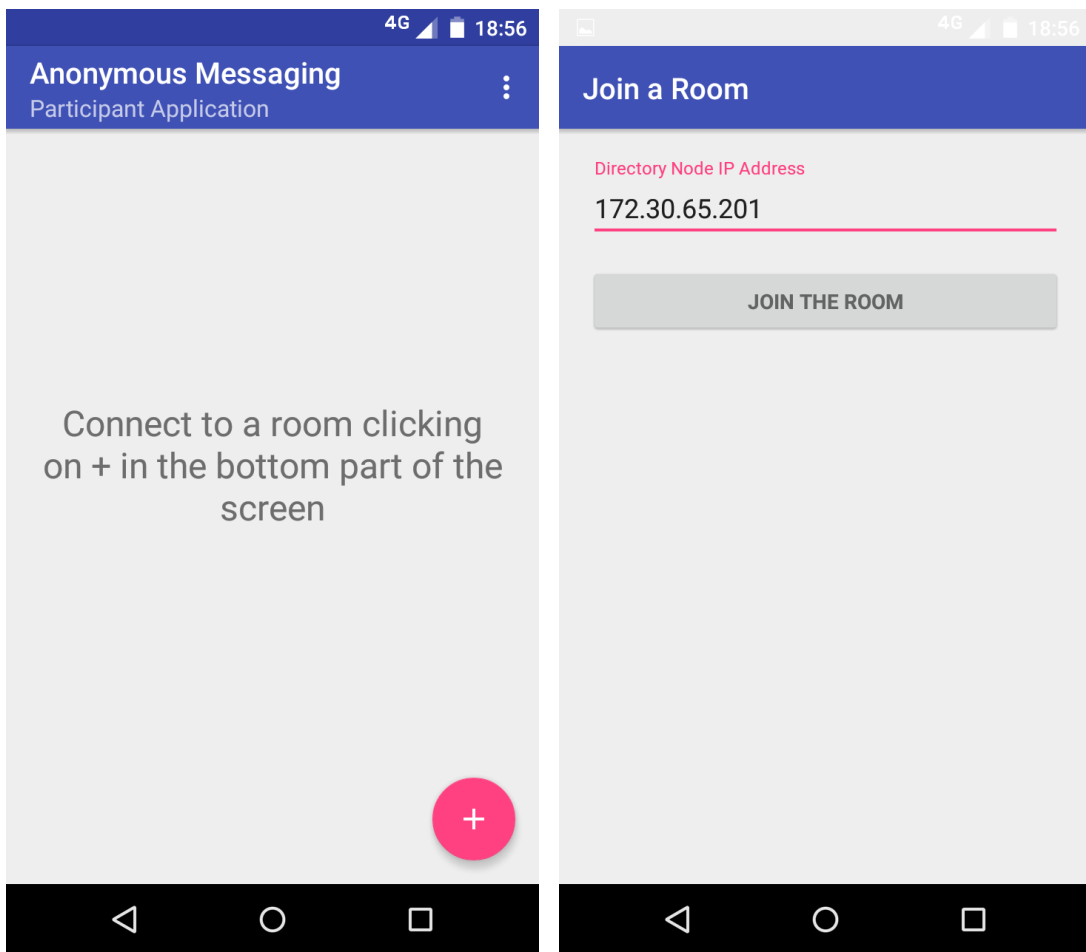 4G 18:56
Anonymous Messaging
Participant Application
Connect to a room clicking
on + in the bottom part of the
screen
+
4G 18:56
Join a Room
Directory Node IP Address
172.30.65.201
JOIN THE ROOM